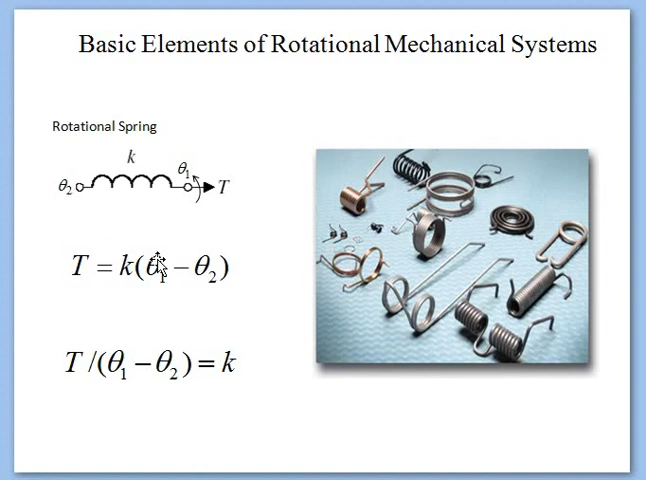 Basic Elements of Rotational Mechanical Systems
Rotational Spring
k
θ₂ θ₁ T
T = k(θ₁ − θ₂)
T /(θ₁ − θ₂) = k